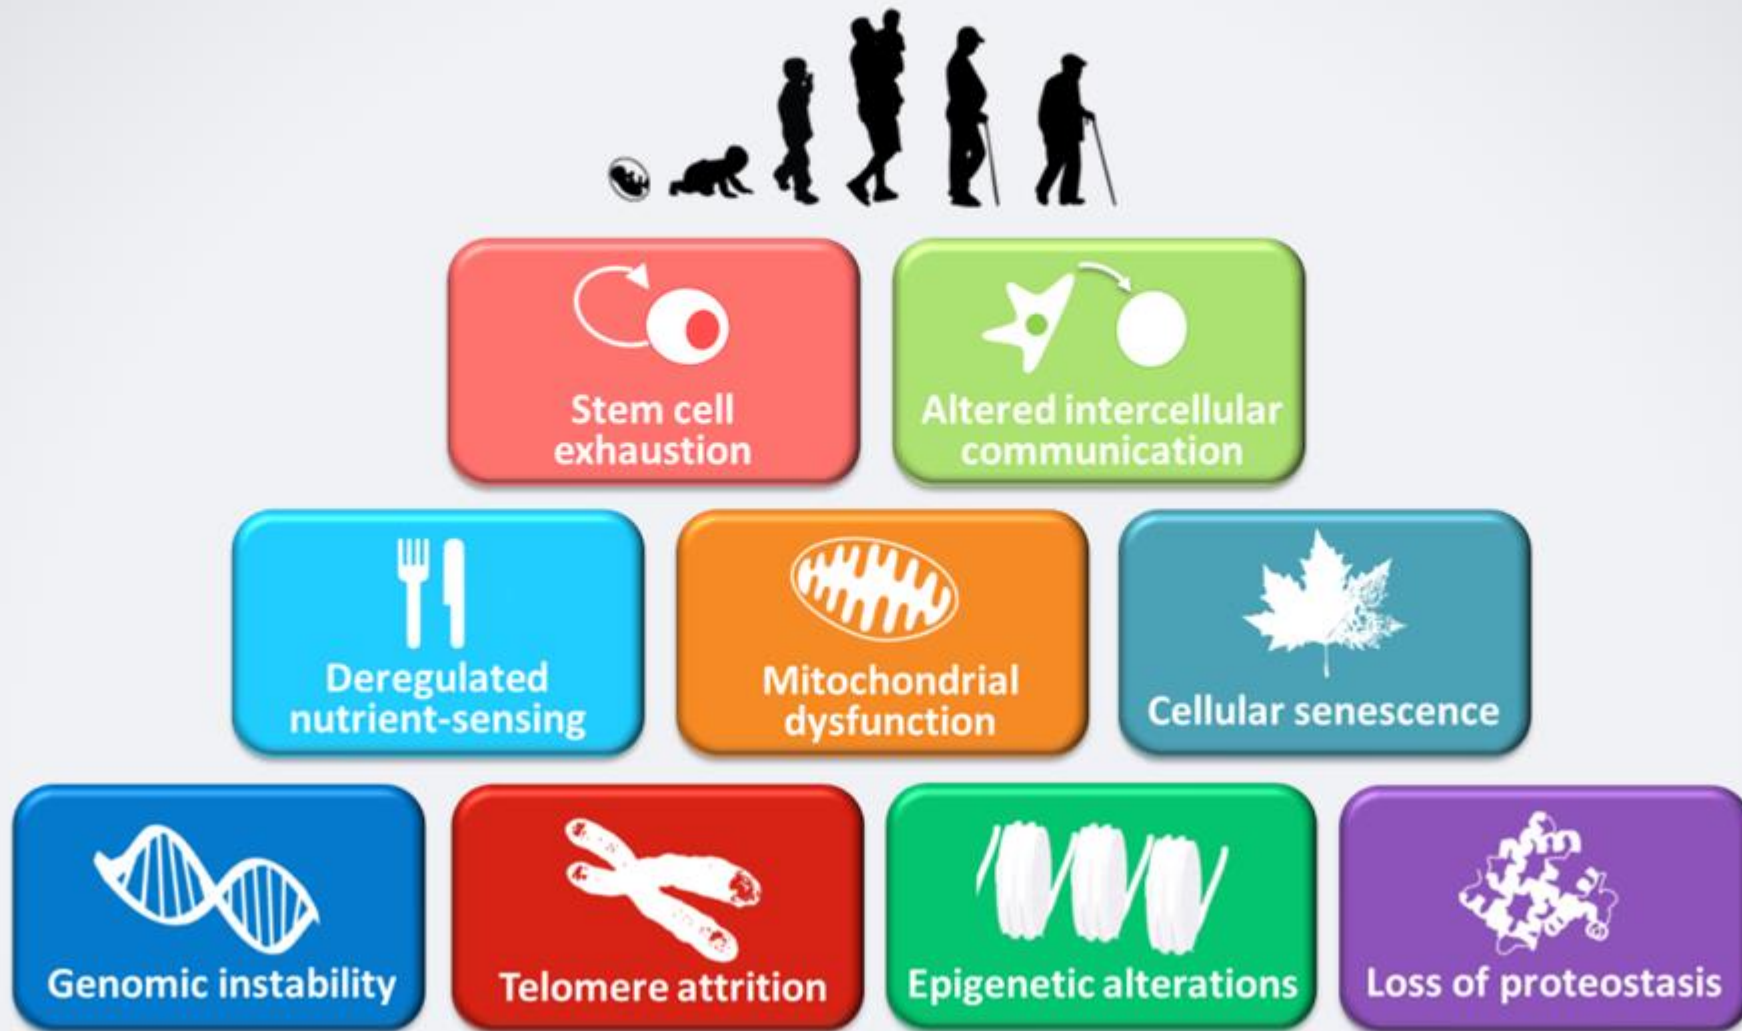 Stem cell
exhaustion
Altered intercellular
communication
Deregulated
nutrient-sensing
Mitochondrial
dysfunction
Cellular senescence
Genomic instability
Telomere attrition
Epigenetic alterations
Loss of proteostasis